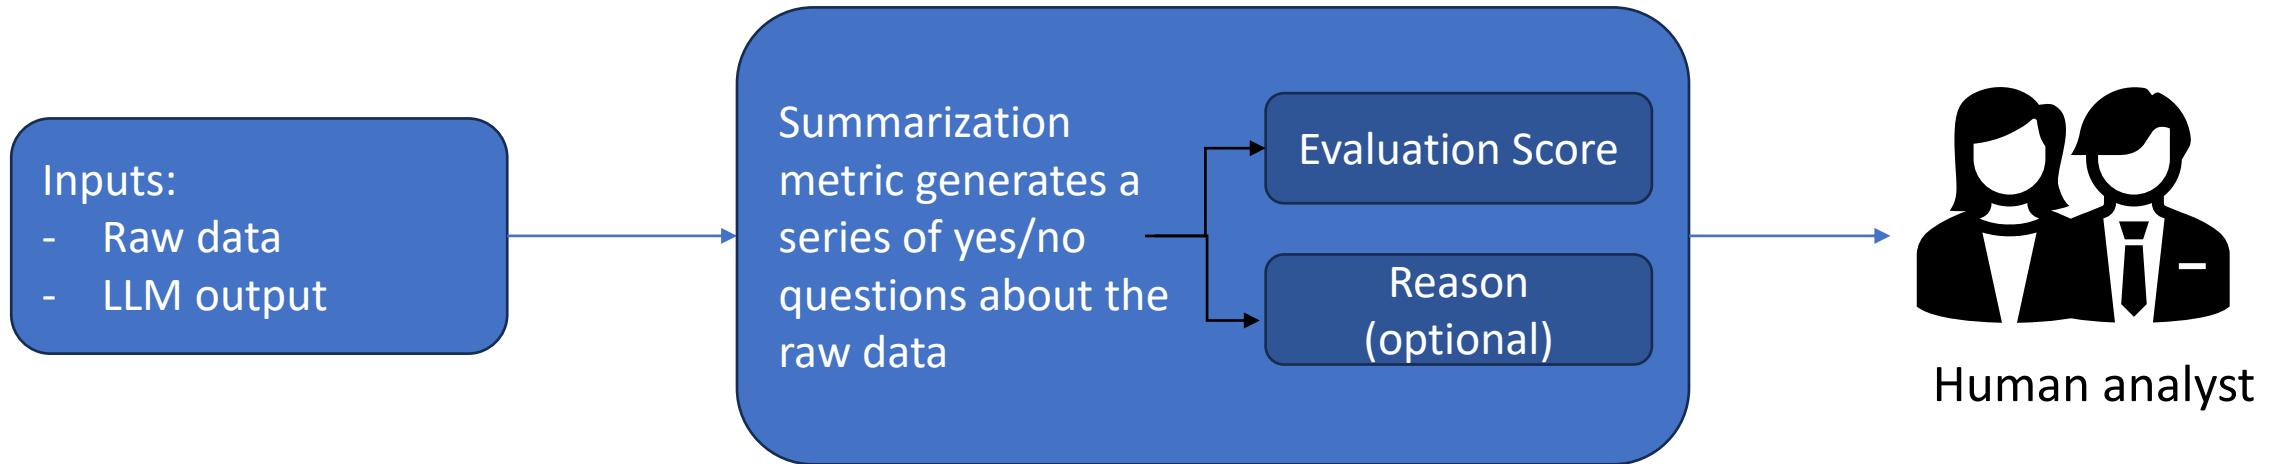 Inputs:
- Raw data
- LLM output
Summarization
metric generates a
series of yes/no
questions about the
raw data
Evaluation Score
Reason
(optional)
Human analyst